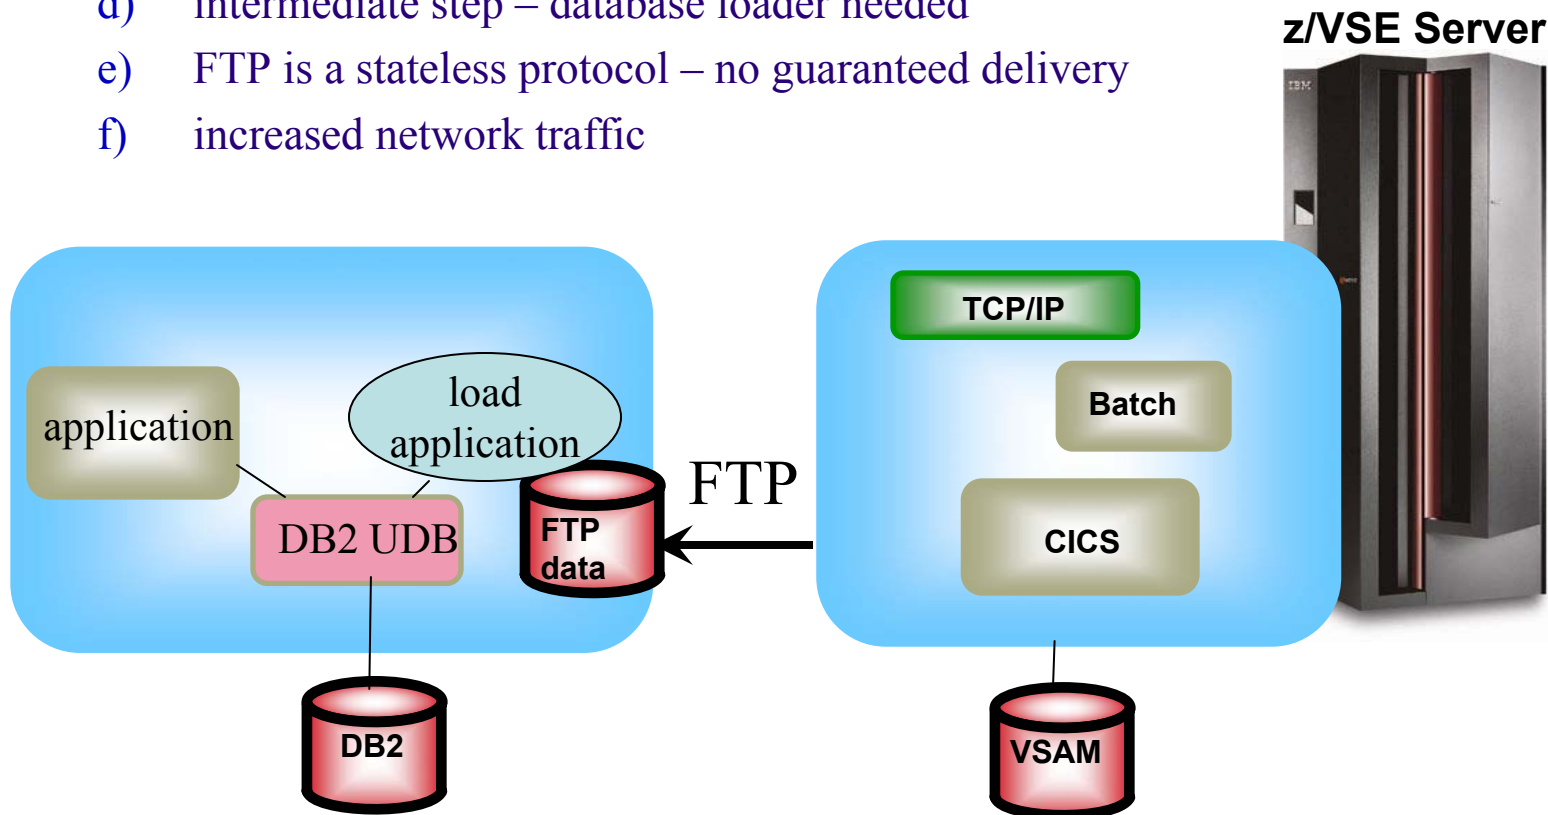 d) intermediate step – database loader needed
z/VSE Server
e) FTP is a stateless protocol – no guaranteed delivery
IBM
f) increased network traffic
TCP/IP
load
application
Batch
application
FTP
DB2 UDB
FTP
data
CICS
DB2
VSAM